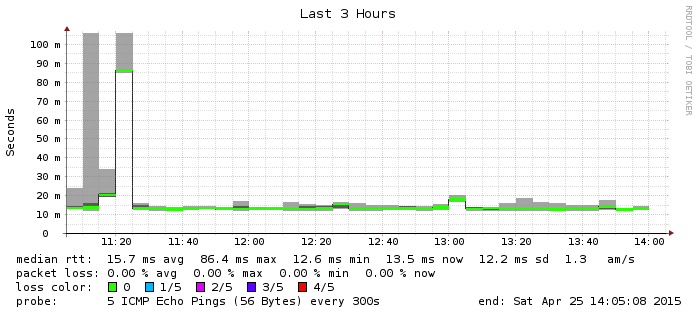 Last 3 Hours
RRDTOOL / TOBI OETIKER
Seconds
100 m
90 m
80 m
70 m
60 m
50 m
40 m
30 m
20 m
10 m
0
11:20 11:40 12:00 12:20 12:40 13:00 13:20 13:40 14:00
median rtt: 15.7 ms avg 86.4 ms max 12.6 ms min 13.5 ms now 12.2 ms sd 1.3 am/s
packet loss: 0.00 % avg 0.00 % max 0.00 % min 0.00 % now
loss color: 0 1/5 2/5 3/5 4/5
probe: 5 ICMP Echo Pings (56 Bytes) every 300s end: Sat Apr 25 14:05:08 2015